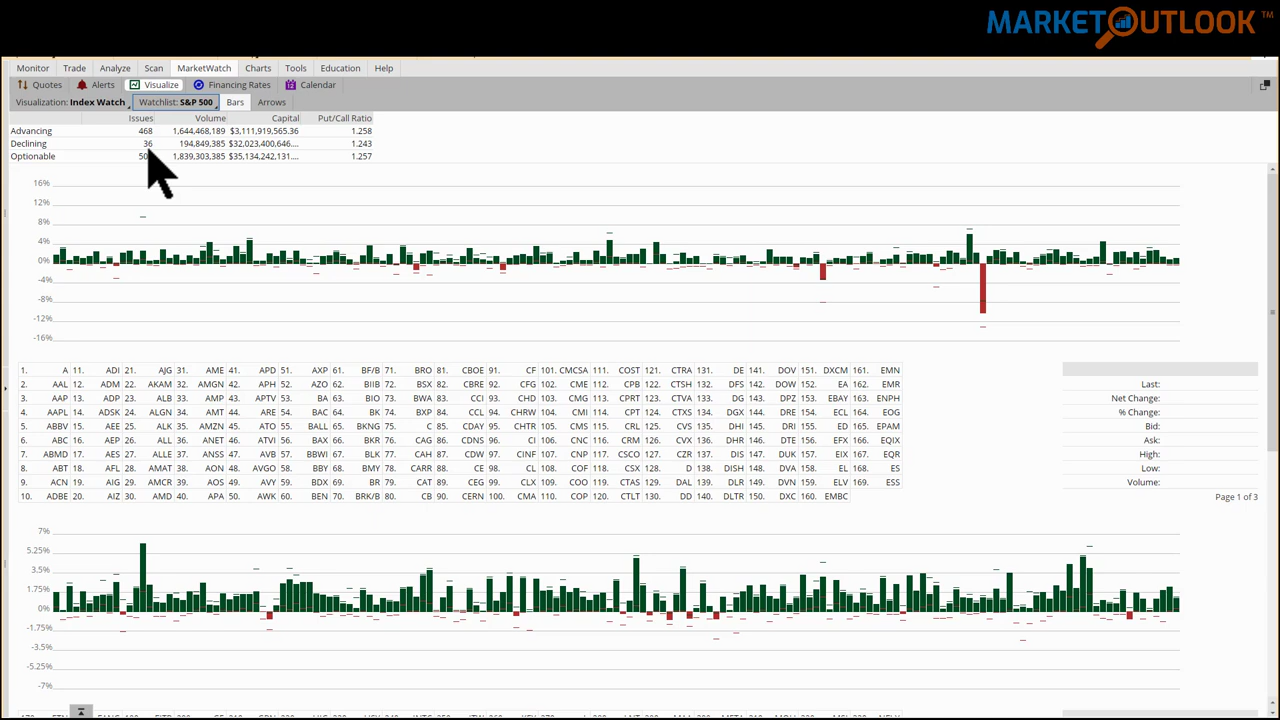 MARKETOUTLOOK™
Monitor Trade Analyze Scan MarketWatch Charts Tools Education Help
Quotes Alerts Visualize Financing Rates Calendar
Visualization: Index Watch Watchlist: S&P 500 Bars Arrows
Issues Volume Capital Put/Call Ratio
Advancing 468 1,644,468,189 $3,111,919,565.36 1.258
Declining 36 194,849,385 $32,023,400,646.... 1.243
Optionable 1,839,303,385 $35,134,242,131.... 1.257
16%
12%
8%
4%
0%
-4%
-8%
-12%
-16%
1. A 11. ADI 21. AJG 31. AME 41. APD 51. AXP 61. BF/B 71. BRO 81. CBOE 91. CF 101. CMCSA 111. COST 121. CTRA 131. DE 141. DOV 151. DXCM 161. EMN
2. AAL 12. ADM 22. AKAM 32. AMGN 42. APH 52. AZO 62. BIIB 72. BSX 82. CBRE 92. CFG 102. CME 112. CPB 122. CTSH 132. DFS 142. DOW 152. EA 162. EMR
3. AAP 13. ADP 23. ALB 33. AMP 43. APTV 53. BA 63. BIO 73. BWA 83. CCI 93. CHD 103. CMG 113. CPRT 123. CTVA 133. DG 143. DPZ 153. EBAY 163. ENPH
4. AAPL 14. ADSK 24. ALGN 34. AMT 44. ARE 54. BAC 64. BK 74. BXP 84. CCL 94. CHRW 104. CMI 114. CPT 124. CTXS 134. DGX 144. DRE 154. ECL 164. EOG
5. ABBV 15. AEE 25. ALK 35. AMZN 45. ATO 55. BALL 65. BKNG 75. C 85. CDAY 95. CHTR 105. CMS 115. CRL 125. CVS 135. DHI 145. DRI 155. ED 165. EPAM
6. ABC 16. AEP 26. ALL 36. ANET 46. ATVI 56. BAX 66. BKR 76. CAG 86. CDNS 96. CI 106. CNC 116. CRM 126. CVX 136. DHR 146. DTE 156. EFX 166. EQIX
7. ABMD 17. AES 27. ALLE 37. ANSS 47. AVB 57. BBWI 67. BLK 77. CAH 87. CDW 97. CINF 107. CNP 117. CSCO 127. CZR 137. DIS 147. DUK 157. EIX 167. EQR
8. ABT 18. AFL 28. AMAT 38. AON 48. AVGO 58. BBY 68. BMY 78. CARR 88. CE 98. CL 108. COF 118. CSX 128. D 138. DISH 148. DVA 158. EL 168. ES
9. ACN 19. AIG 29. AMCR 39. AOS 49. AVY 59. BDX 69. BR 79. CAT 89. CEG 99. CLX 109. COO 119. CTAS 129. DAL 139. DLR 149. DVN 159. ELV 169. ESS
10. ADBE 20. AIZ 30. AMD 40. APA 50. AWK 60. BEN 70. BRK/B 80. CB 90. CERN 100. CMA 110. COP 120. CTLT 130. DD 140. DLTR 150. DXC 160. EMBC
Last:
Net Change:
% Change:
Bid:
Ask:
High:
Low:
Volume:
Page 1 of 3
7%
5.25%
3.5%
1.75%
0%
-1.75%
-3.5%
-5.25%
-7%